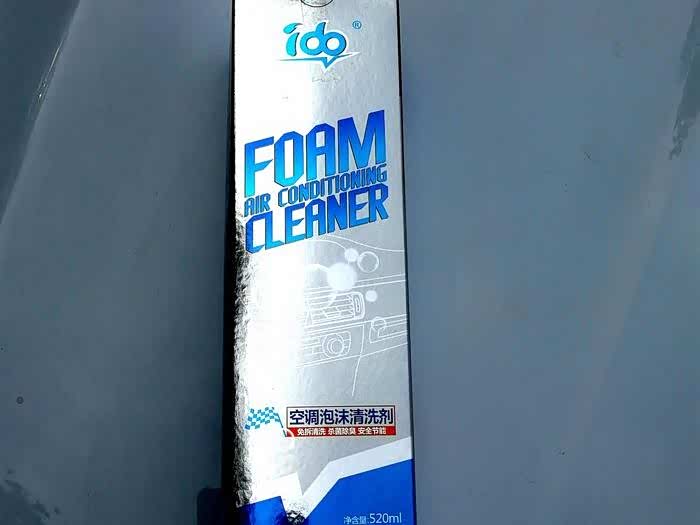 ido®
FOAM
AIR CONDITIONING
CLEANER
空调泡沫清洗剂
免拆清洗 杀菌除臭 安全节能
净含量:520ml